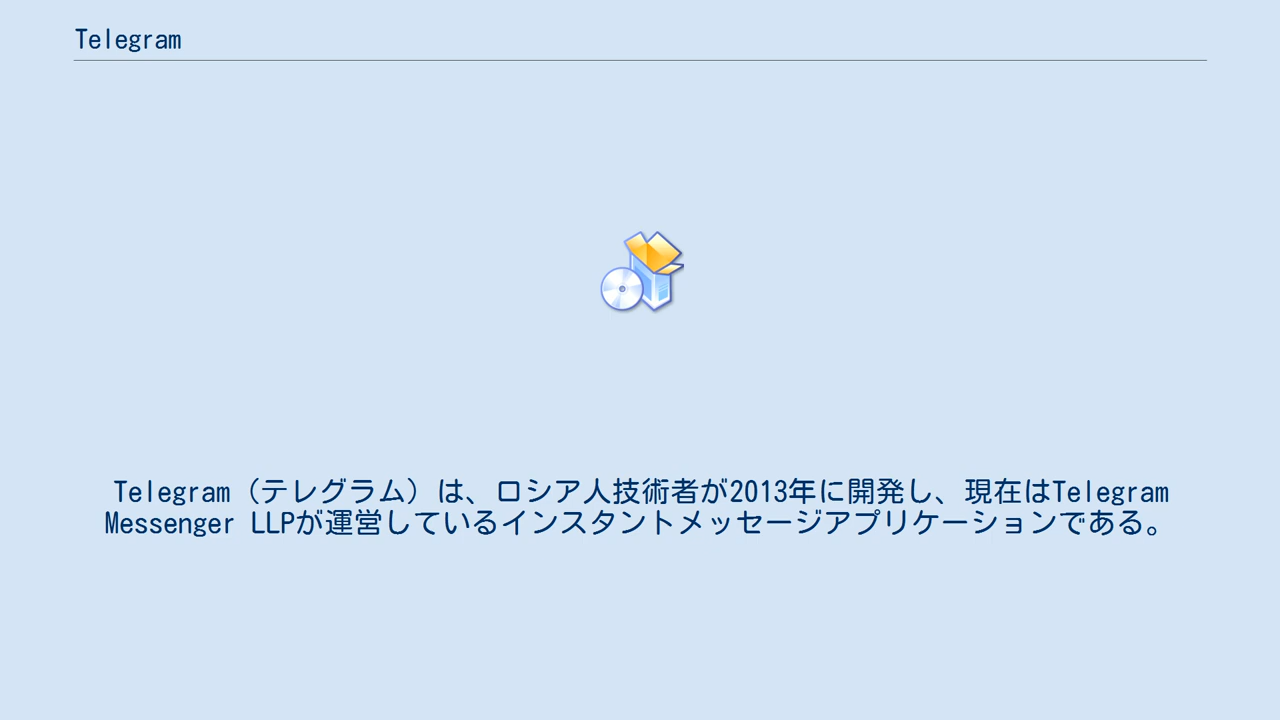 Telegram
Telegram（テレグラム）は、ロシア人技術者が2013年に開発し、現在はTelegram
Messenger LLPが運営しているインスタントメッセージアプリケーションである。